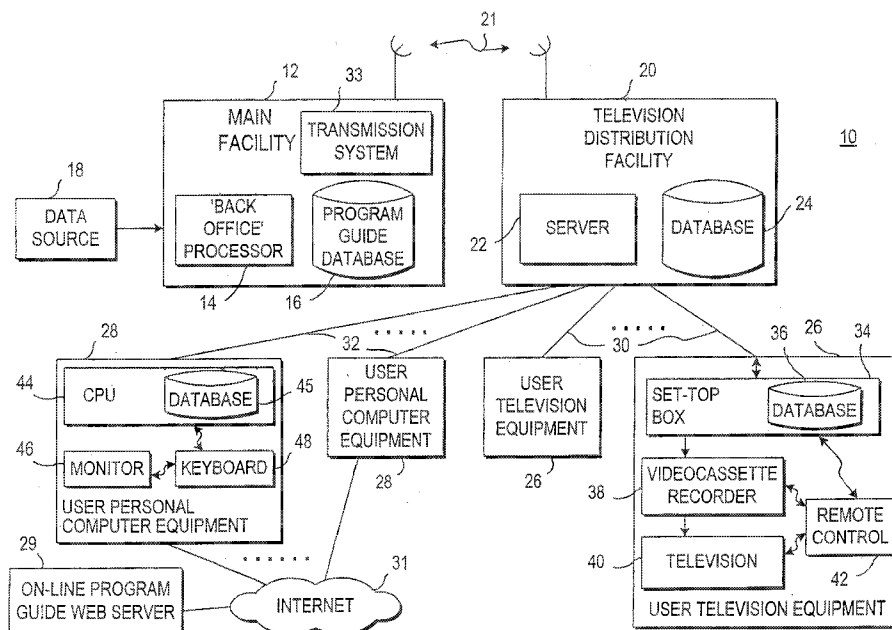 21
12
33
20
MAIN
FACILITY
TRANSMISSION
SYSTEM
TELEVISION
DISTRIBUTION
FACILITY
10
18
DATA
SOURCE
'BACK
OFFICE'
PROCESSOR
PROGRAM
GUIDE
DATABASE
22
SERVER
DATABASE
24
14
16
28
32
30
36
26
34
44
CPU
DATABASE
45
USER
PERSONAL
COMPUTER
EQUIPMENT
USER
TELEVISION
EQUIPMENT
SET-TOP
BOX
DATABASE
46
MONITOR
KEYBOARD
48
28
26
38
VIDEOCASSETTE
RECORDER
USER PERSONAL
COMPUTER EQUIPMENT
REMOTE
CONTROL
40
TELEVISION
42
29
31
ON-LINE PROGRAM
GUIDE WEB SERVER
INTERNET
USER TELEVISION EQUIPMENT